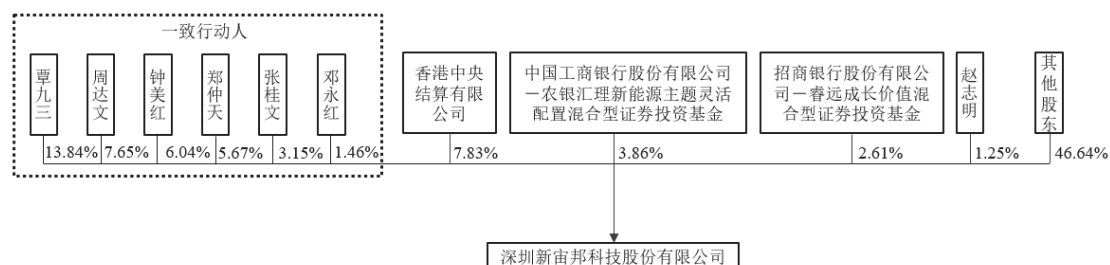 一致行动人
覃九三
周达文
钟美红
郑仲天
张桂文
邓永红
香港中央
结算有限
公司
中国工商银行股份有限公司
－农银汇理新能源主题灵活
配置混合型证券投资基金
招商银行股份有限公
司－睿远成长价值混
合型证券投资基金
赵志明
其他股东
13.84% 7.65% 6.04% 5.67% 3.15% 1.46% 7.83% 3.86% 2.61% 1.25% 46.64%
深圳新宙邦科技股份有限公司